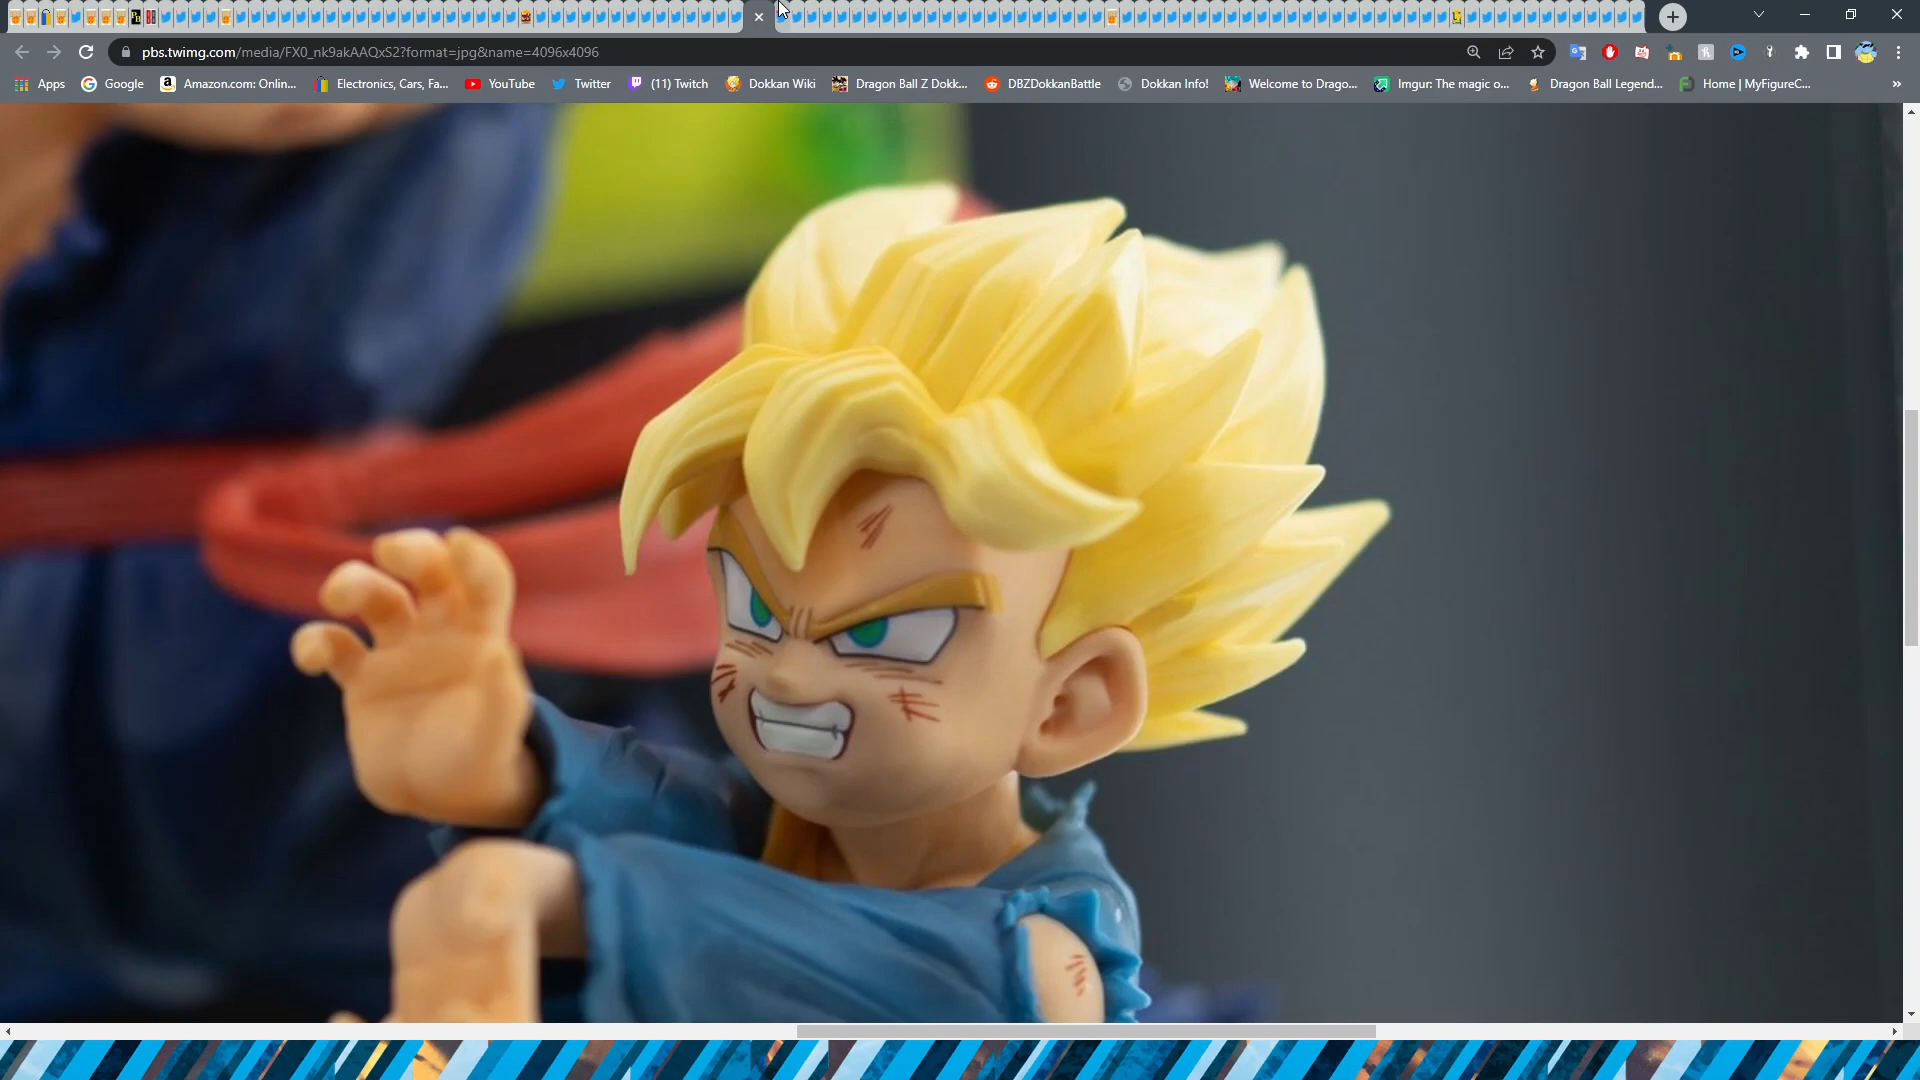 pbs.twimg.com/media/FX0_nk9akAAQxS2?format=jpg&name=4096x4096
Apps Google Amazon.com: Onlin... Electronics, Cars, Fa... YouTube Twitter (11) Twitch Dokkan Wiki Dragon Ball Z Dokk... DBZDokkanBattle Dokkan Info! Welcome to Drago... Imgur: The magic o... Dragon Ball Legend... Home | MyFigureC... »